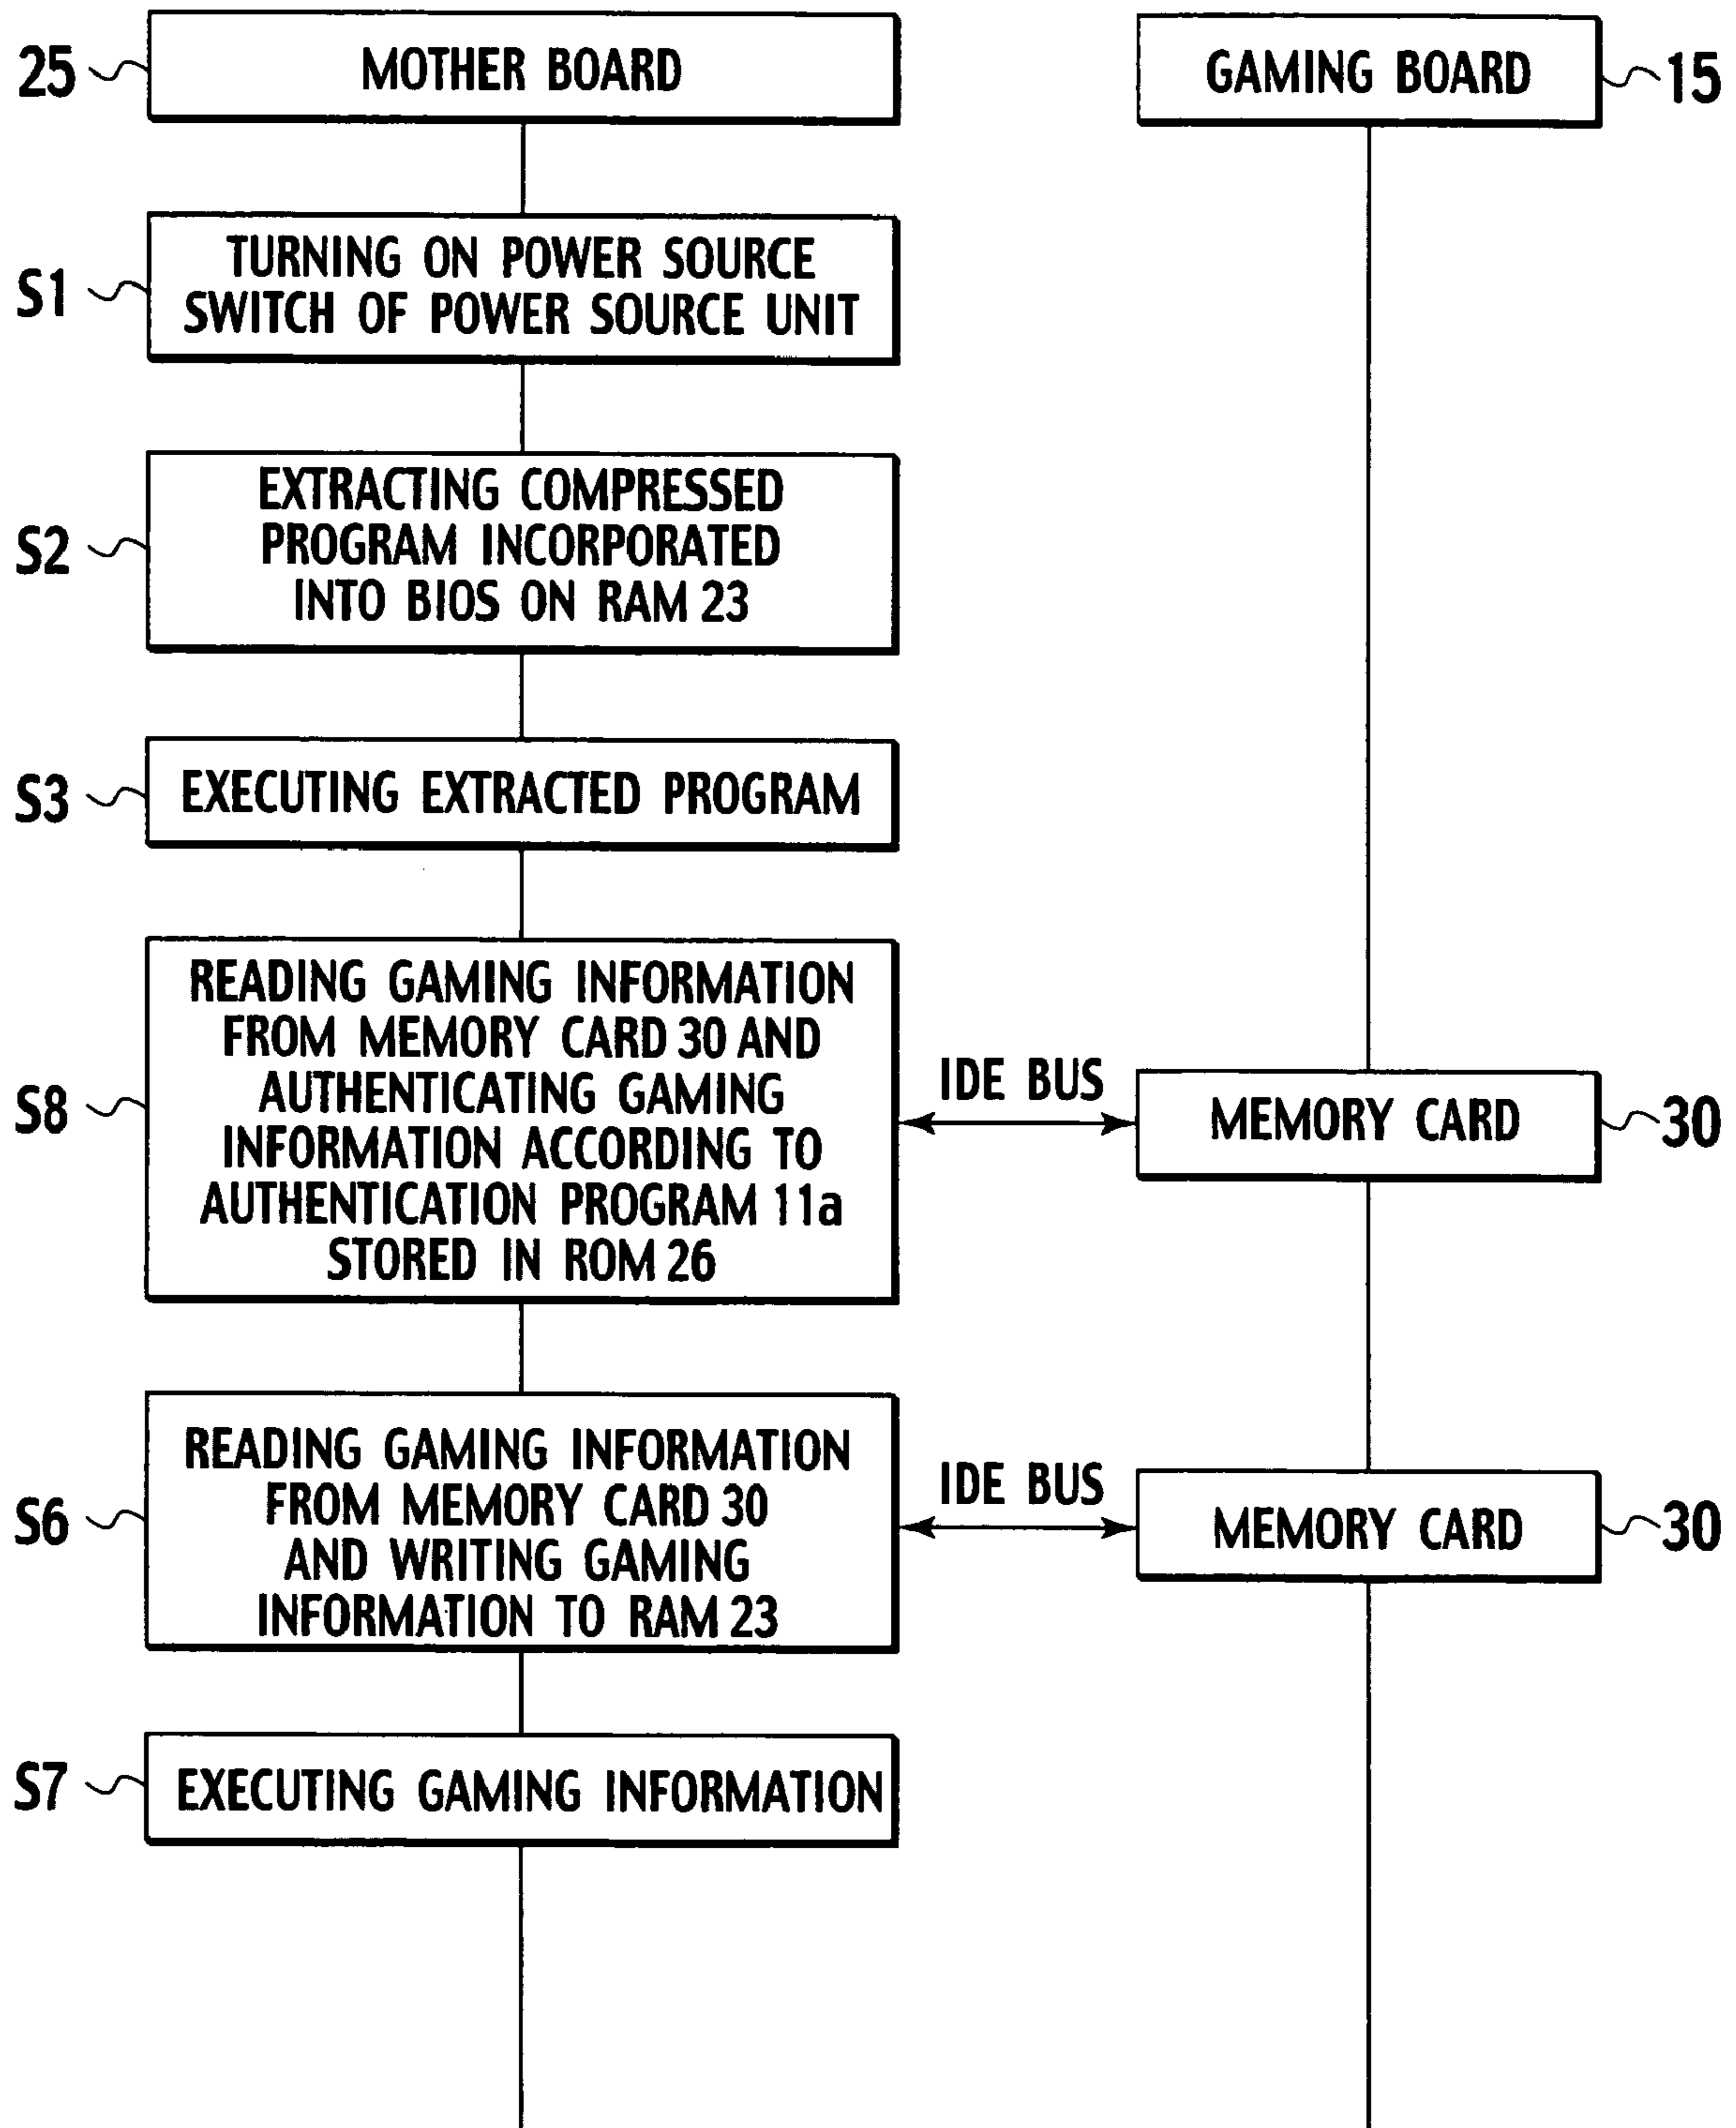 25
MOTHER BOARD
GAMING BOARD
15
S1
TURNING ON POWER SOURCE
SWITCH OF POWER SOURCE UNIT
S2
EXTRACTING COMPRESSED
PROGRAM INCORPORATED
INTO BIOS ON RAM 23
S3
EXECUTING EXTRACTED PROGRAM
S8
READING GAMING INFORMATION
FROM MEMORY CARD 30 AND
AUTHENTICATING GAMING
INFORMATION ACCORDING TO
AUTHENTICATION PROGRAM 11a
STORED IN ROM 26
IDE BUS
MEMORY CARD
30
S6
READING GAMING INFORMATION
FROM MEMORY CARD 30
AND WRITING GAMING
INFORMATION TO RAM 23
IDE BUS
MEMORY CARD
30
S7
EXECUTING GAMING INFORMATION